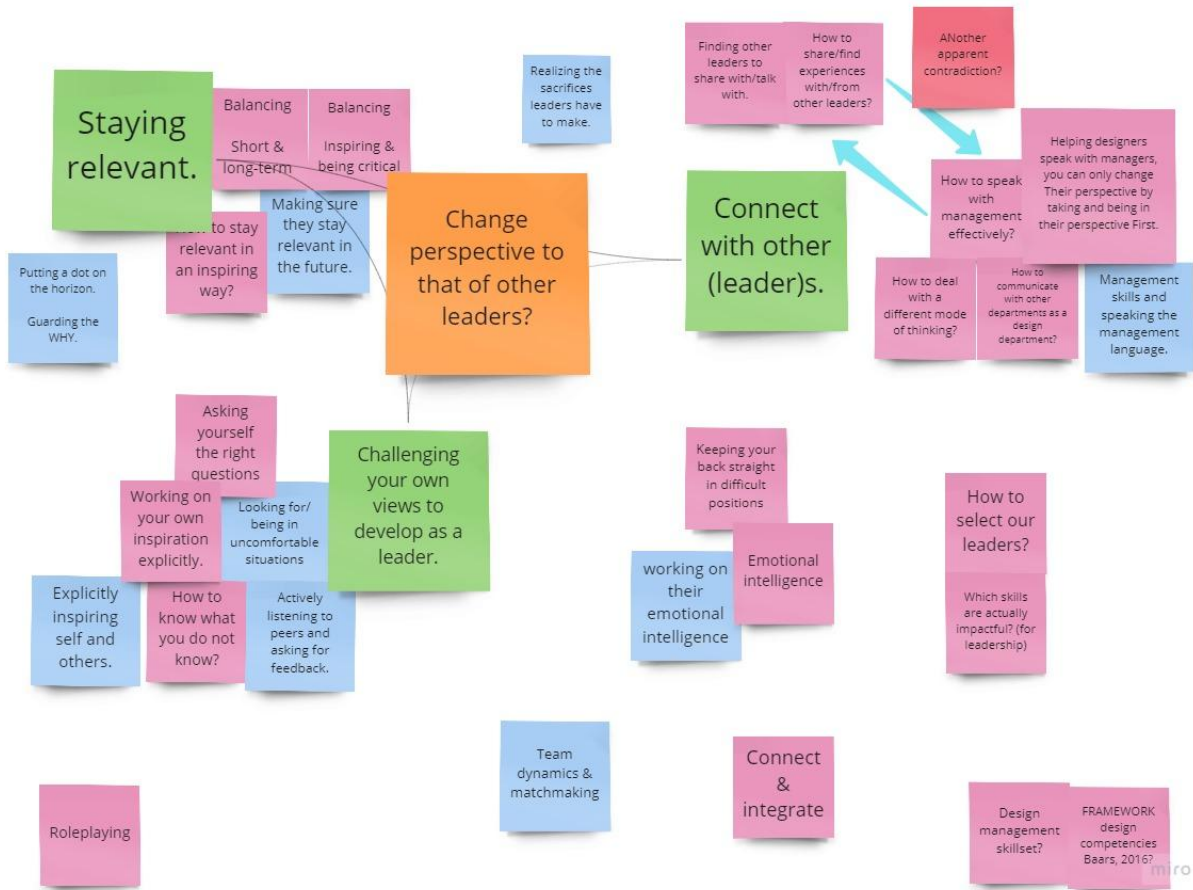 Staying
relevant.
Balancing
Short &
long-term
Balancing
Inspiring &
being critical
How to stay
relevant in
an inspiring
way?
Making sure
they stay
relevant in
the future.
Putting a dot on
the horizon.
Guarding the
WHY.
Realizing the
sacrifices
leaders have
to make.
Change
perspective to
that of other
leaders?
Finding other
leaders to
share with/talk
with.
How to
share/find
experiences
with/from
other leaders?
ANother
apparent
contradiction?
Connect
with other
(leader)s.
How to speak
with
management
effectively?
Helping designers
speak with managers,
you can only change
Their perspective by
taking and being in
their perspective First.
How to deal
with a
different mode
of thinking?
How to
communicate
with other
departments as a
design
department?
Management
skills and
speaking the
management
language.
Asking
yourself
the right
questions
Working on
your own
inspiration
explicitly.
Looking for/
being in
uncomfortable
situations
Challenging
your own
views to
develop as a
leader.
Explicitly
inspiring
self and
others.
How to
know what
you do not
know?
Actively
listening to
peers and
asking for
feedback.
Keeping your
back straight
in difficult
positions
working on
their
emotional
intelligence
Emotional
intelligence
How to
select our
leaders?
Which skills
are actually
impactful? (for
leadership)
Roleplaying
Team
dynamics &
matchmaking
Connect
&
integrate
Design
management
skillset?
FRAMEWORK
design
competencies
Baars, 2016?
miro